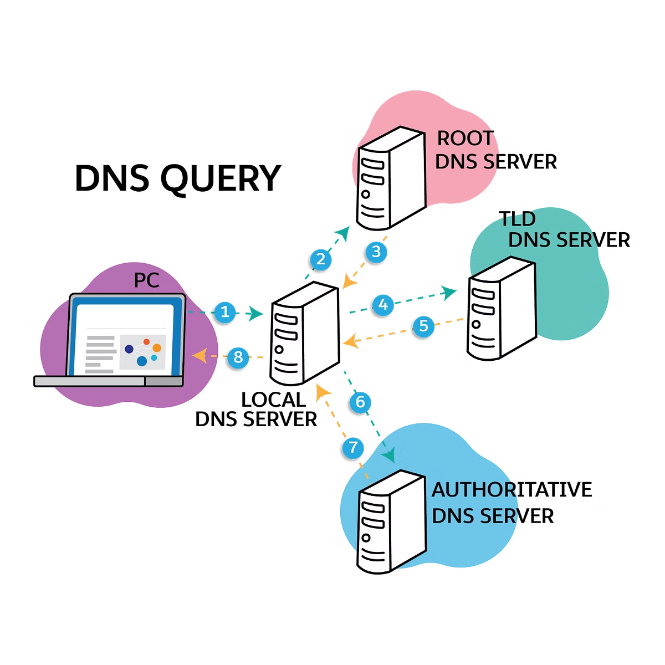 DNS QUERY
ROOT
DNS SERVER
TLD
DNS SERVER
PC
1
2
3
4
5
6
7
8
LOCAL
DNS SERVER
AUTHORITATIVE
DNS SERVER